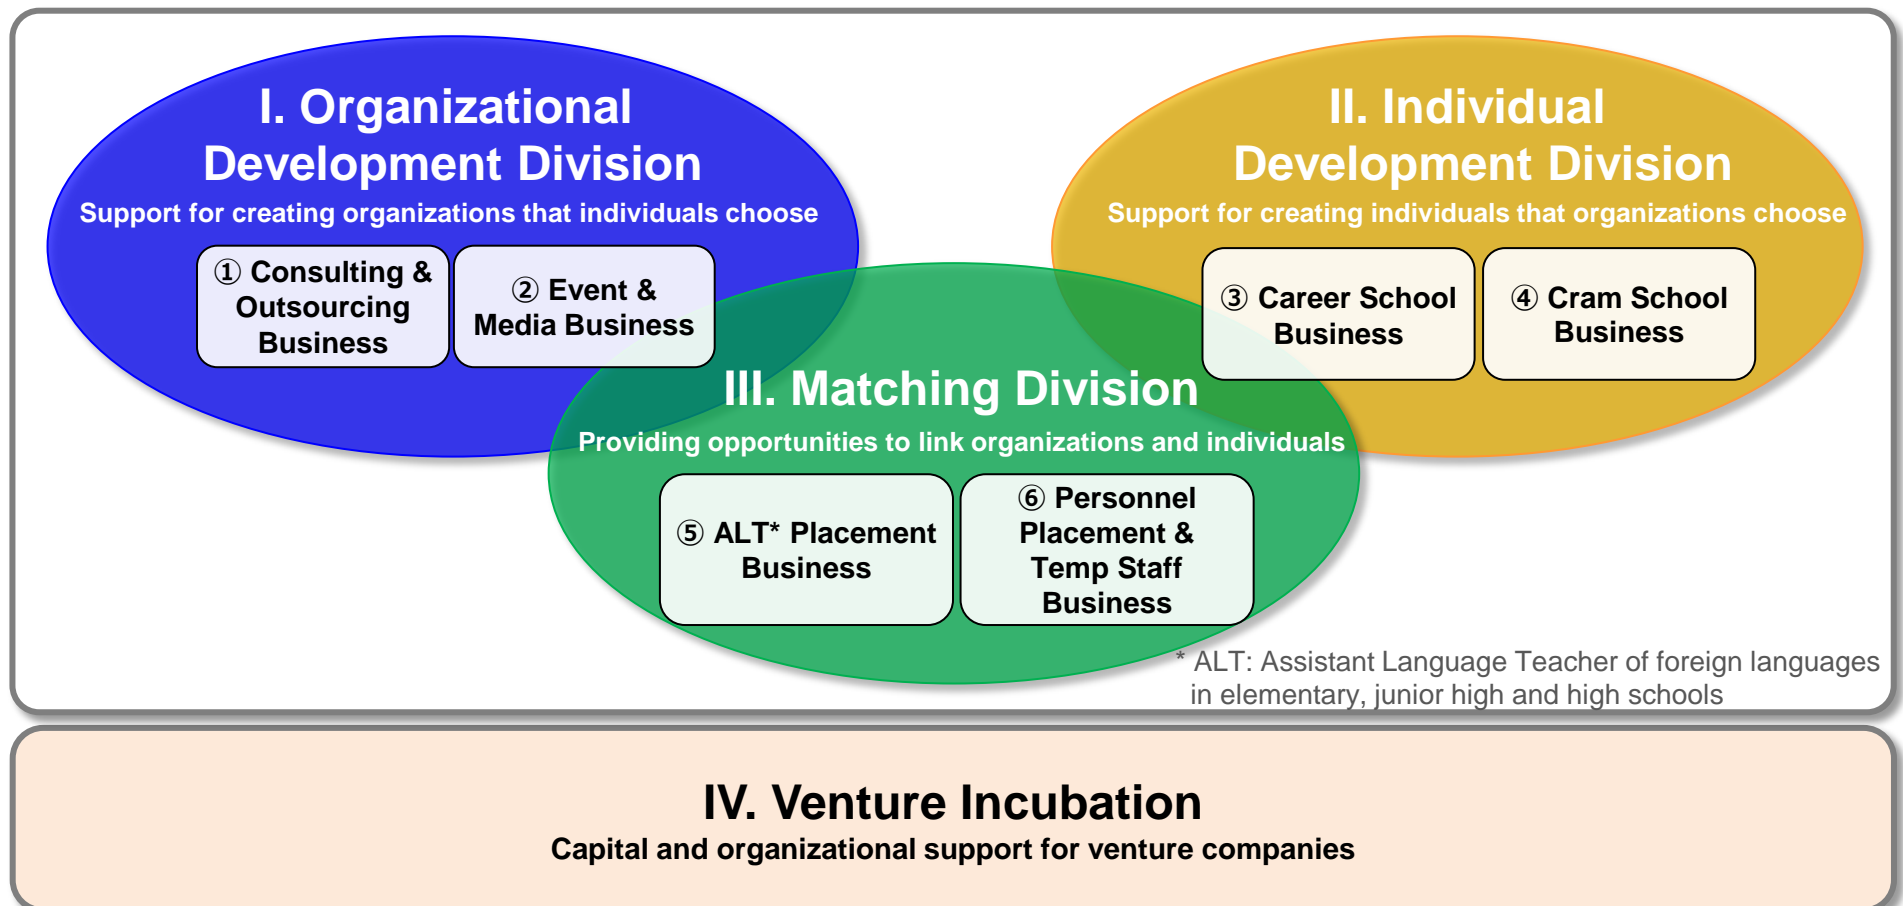 I. Organizational
Development Division
Support for creating organizations that individuals choose
① Consulting &
Outsourcing
Business
② Event &
Media Business
II. Individual
Development Division
Support for creating individuals that organizations choose
③ Career School
Business
④ Cram School
Business
III. Matching Division
Providing opportunities to link organizations and individuals
⑤ ALT* Placement
Business
⑥ Personnel
Placement &
Temp Staff
Business
* ALT: Assistant Language Teacher of foreign languages
in elementary, junior high and high schools
IV. Venture Incubation
Capital and organizational support for venture companies